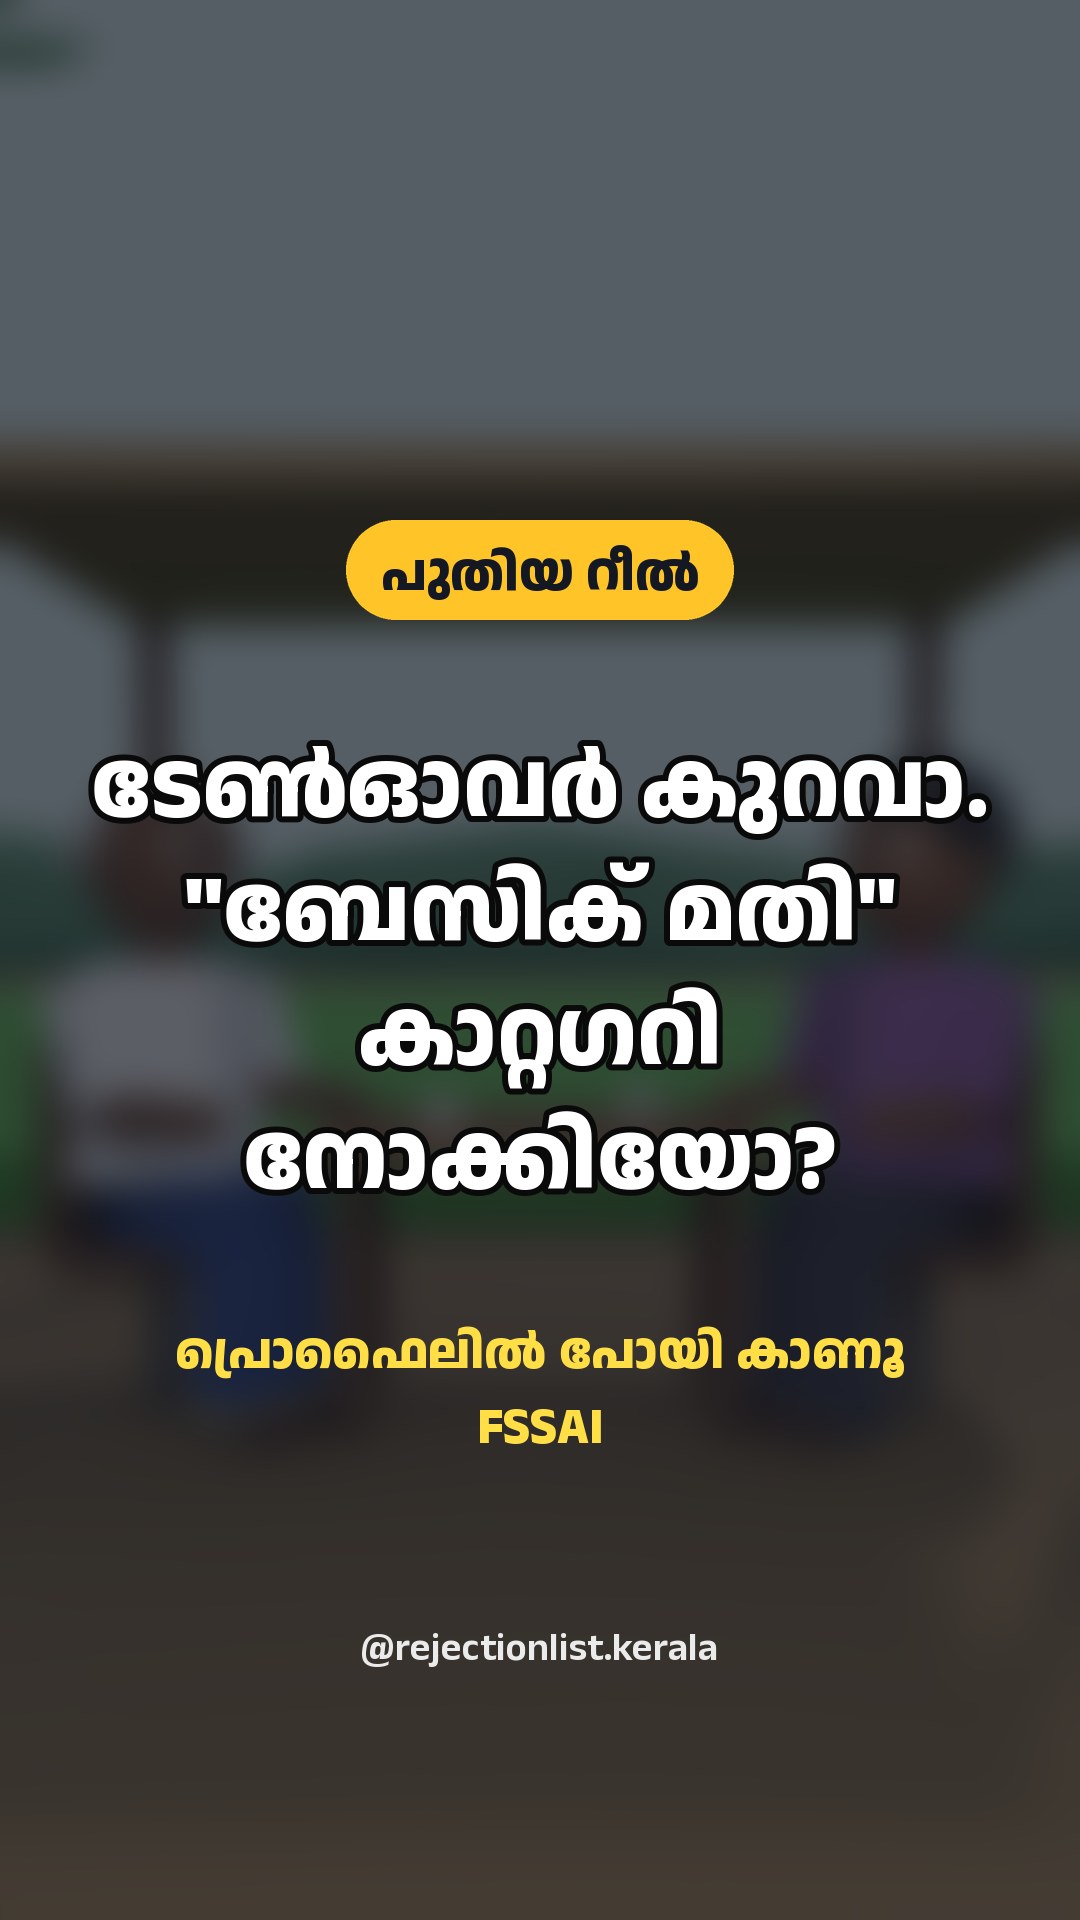 പുതിയ റീൽ
ടേൺഓവർ കുറവാ.
"ബേസിക് മതി"
കാറ്റഗറി
നോക്കിയോ?
പ്രൊഫൈലിൽ പോയി കാണൂ
FSSAI
@rejectionlist.kerala